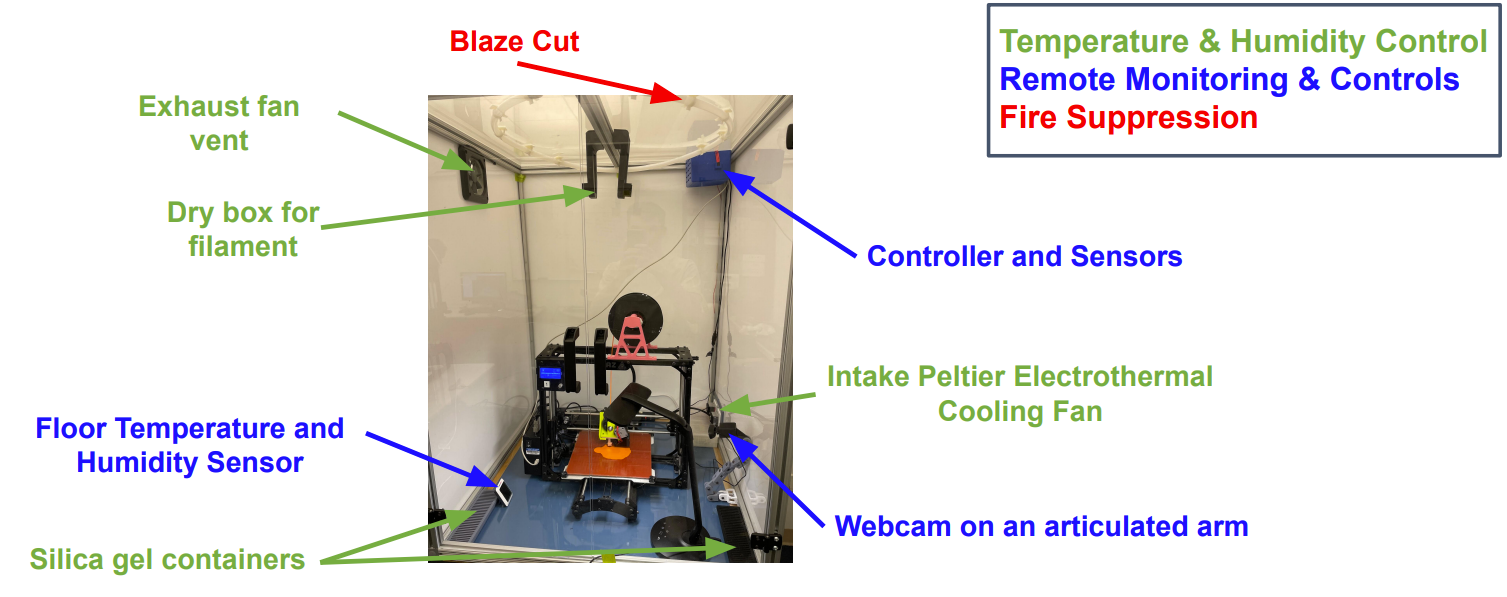 Blaze Cut
Temperature & Humidity Control
Remote Monitoring & Controls
Fire Suppression
Exhaust fan
vent
Dry box for
filament
Controller and Sensors
Intake Peltier Electrothermal
Cooling Fan
Floor Temperature and
Humidity Sensor
Webcam on an articulated arm
Silica gel containers